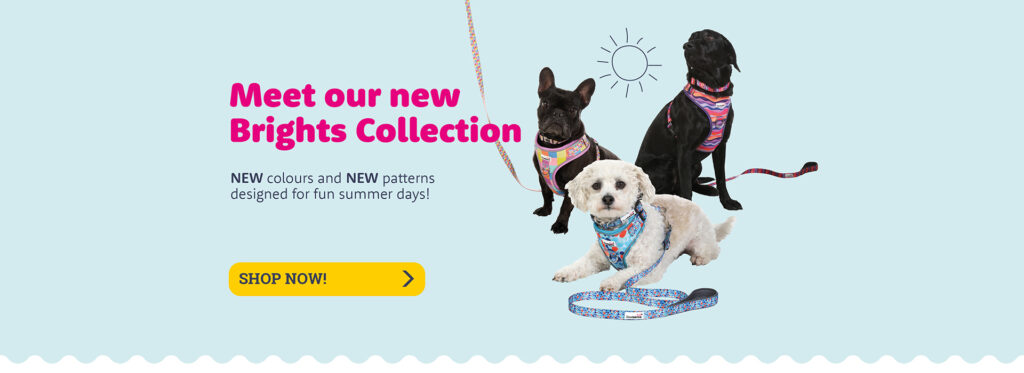 Meet our new
Brights Collection
NEW colours and NEW patterns
designed for fun summer days!
SHOP NOW!